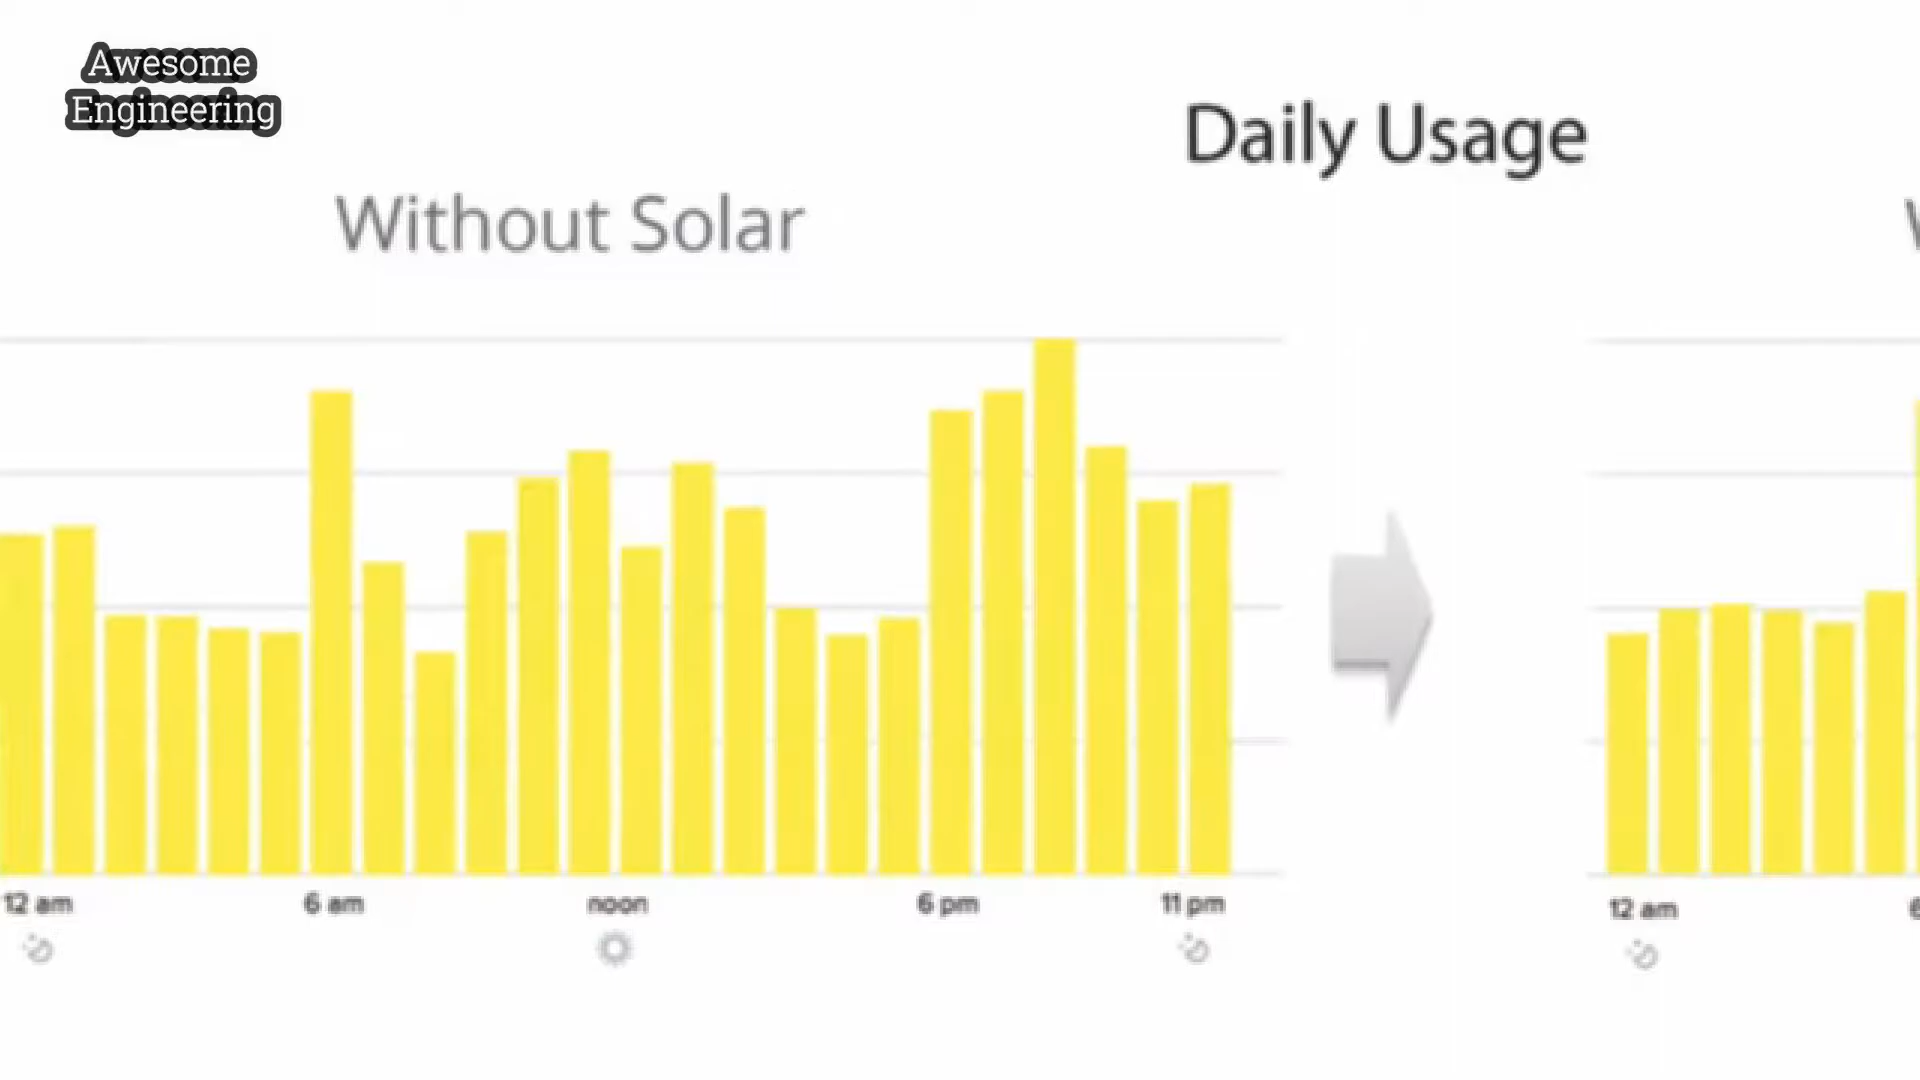 Awesome
Engineering
Daily Usage
Without Solar
12 am 6 am noon 6 pm 11 pm
12 am